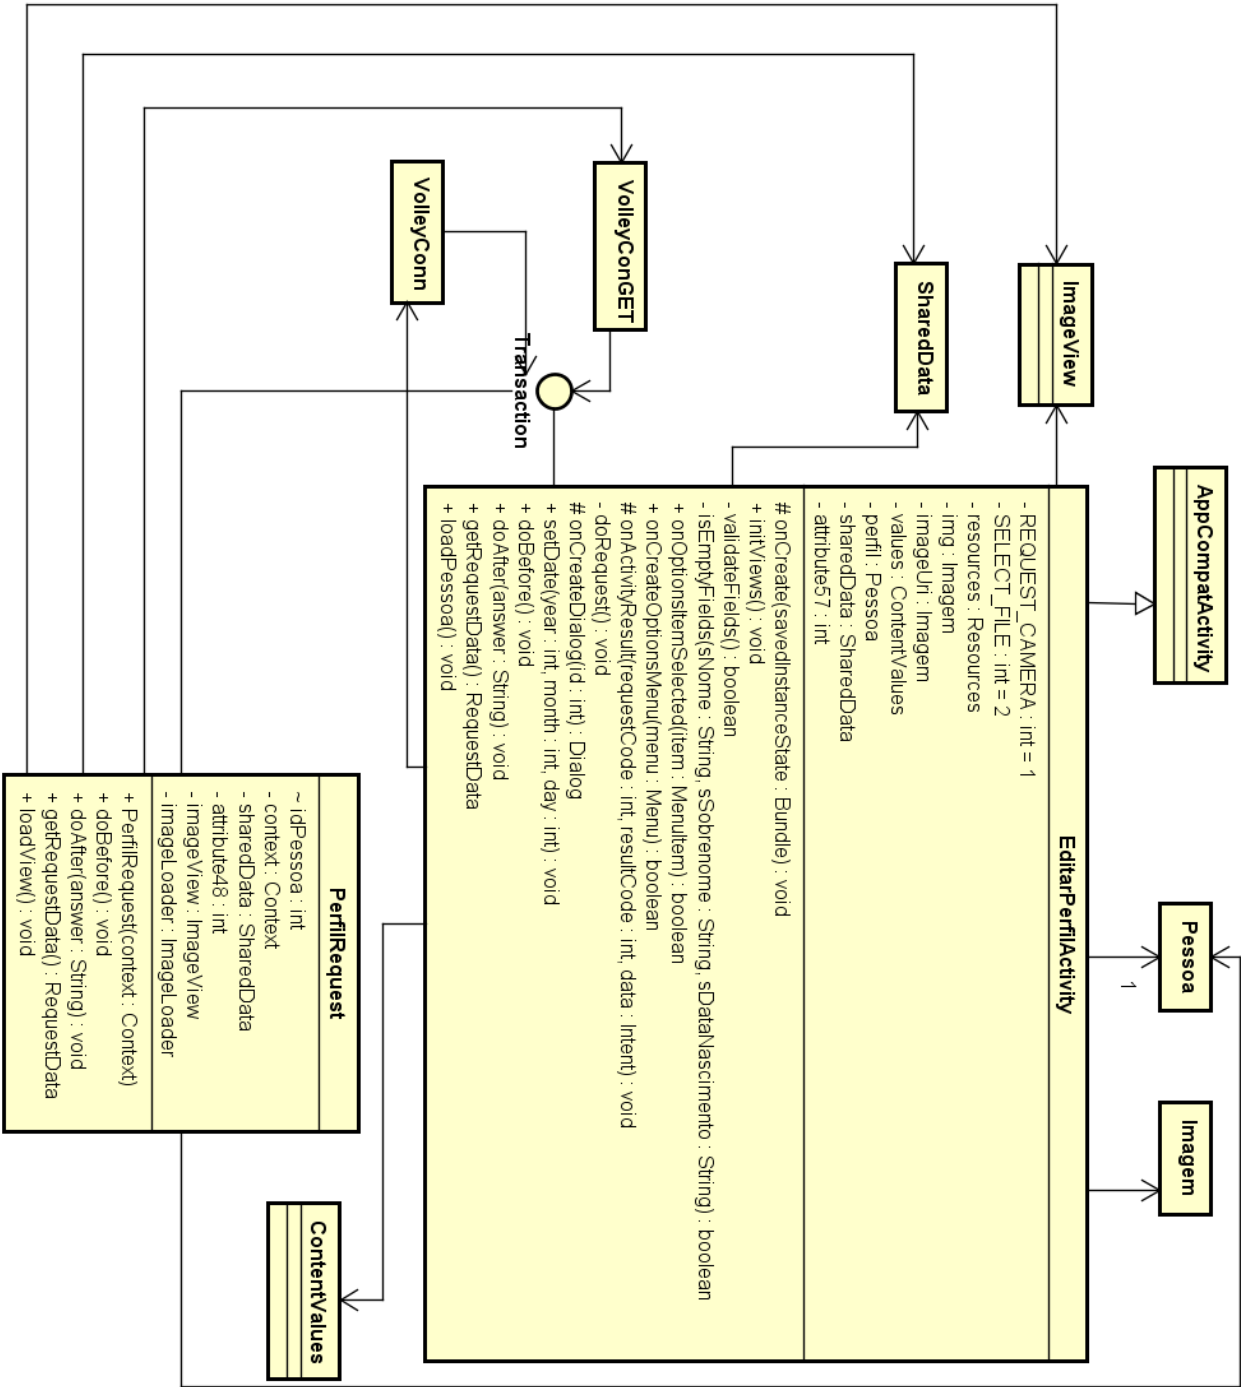 AppCompatActivity
Pessoa
Imagem
1
ImageView
SharedData
VolleyConGET
VolleyConn
Transaction
EditarPerfilActivity
- REQUEST_CAMERA : int = 1
- SELECT_FILE : int = 2
- resources : Resources
- img : Imagem
- imageUri : Imagem
- values : ContentValues
- perfil : Pessoa
- sharedData : SharedData
- attribute57 : int
# onCreate(savedInstanceState : Bundle) : void
+ initViews() : void
- validateFields() : boolean
- isEmptyFields(sNome : String, sSobrenome : String, sDataNascimento : String) : boolean
+ onOptionsItemSelected(item : MenuItem) : boolean
+ onCreateOptionsMenu(menu : Menu) : boolean
# onActivityResult(requestCode : int, resultCode : int, data : Intent) : void
- doRequest() : void
# onCreateDialog(id : int) : Dialog
+ setDate(year : int, month : int, day : int) : void
+ doBefore() : void
+ doAfter(answer : String) : void
+ getRequestData() : RequestData
+ loadPessoa() : void
PerfilRequest
~ idPessoa : int
- context : Context
- sharedData : SharedData
- attribute48 : int
- imageView : ImageView
- imageLoader : ImageLoader
+ PerfilRequest(context : Context)
+ doBefore() : void
+ doAfter(answer : String) : void
+ getRequestData() : RequestData
+ loadView() : void
ContentValues